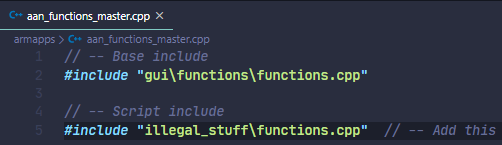 aan_functions_master.cpp ×
armapps > aan_functions_master.cpp
1 // -- Base include
2 #include "gui\functions\functions.cpp"
3
4 // -- Script include
5 #include "illegal_stuff\functions.cpp" // -- Add this